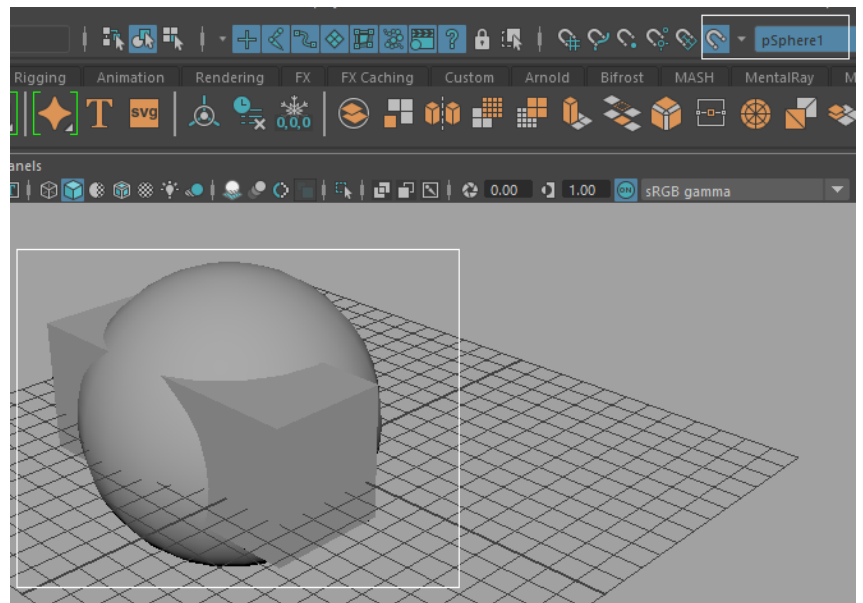 pSphere1
Rigging Animation Rendering FX FX Caching Custom Arnold Bifrost MASH MentalRay M
T svg 0,0,0
anels
0.00 1.00 ON sRGB gamma